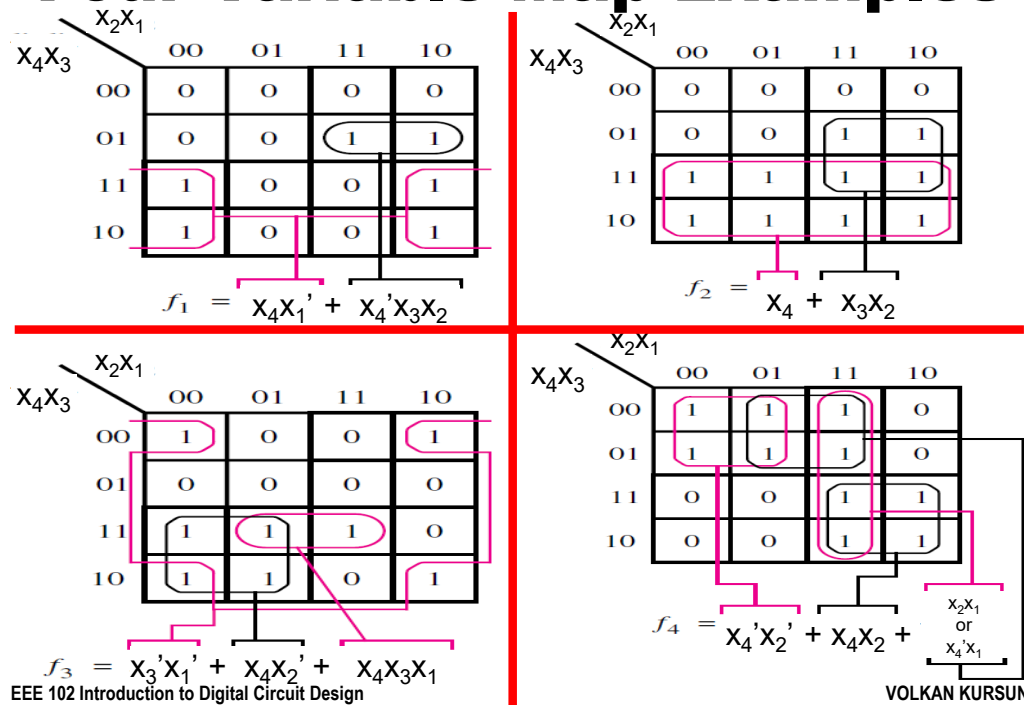 Four Variable Map Examples
x₂x₁
x₄x₃
00 01 11 10
00 0 0 0 0
01 0 0 1 1
11 1 0 0 1
10 1 0 0 1
f₁ = x₄x₁' + x₄'x₃x₂
x₂x₁
x₄x₃
00 01 11 10
00 0 0 0 0
01 0 0 1 1
11 1 1 1 1
10 1 1 1 1
f₂ = x₄ + x₃x₂
x₂x₁
x₄x₃
00 01 11 10
00 1 0 0 1
01 0 0 0 0
11 1 1 1 0
10 1 1 0 1
f₃ = x₃'x₁' + x₄x₂' + x₄x₃x₁
x₂x₁
x₄x₃
00 01 11 10
00 1 1 1 0
01 1 1 1 0
11 0 0 1 1
10 0 0 1 1
f₄ = x₄'x₂' + x₄x₂ +
x₂x₁
or
x₄'x₁
EEE 102 Introduction to Digital Circuit Design
VOLKAN KURSUN